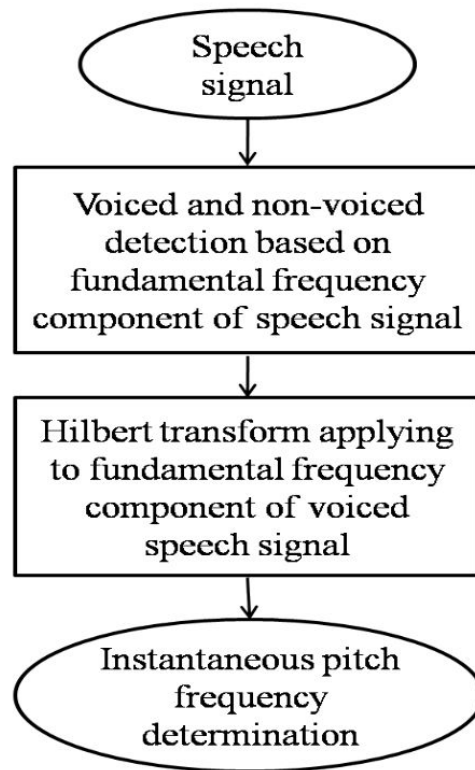 Speech
signal
Voiced and non-voiced
detection based on
fundamental frequency
component of speech signal
Hilbert transform applying
to fundamental frequency
component of voiced
speech signal
Instantaneous pitch
frequency
determination